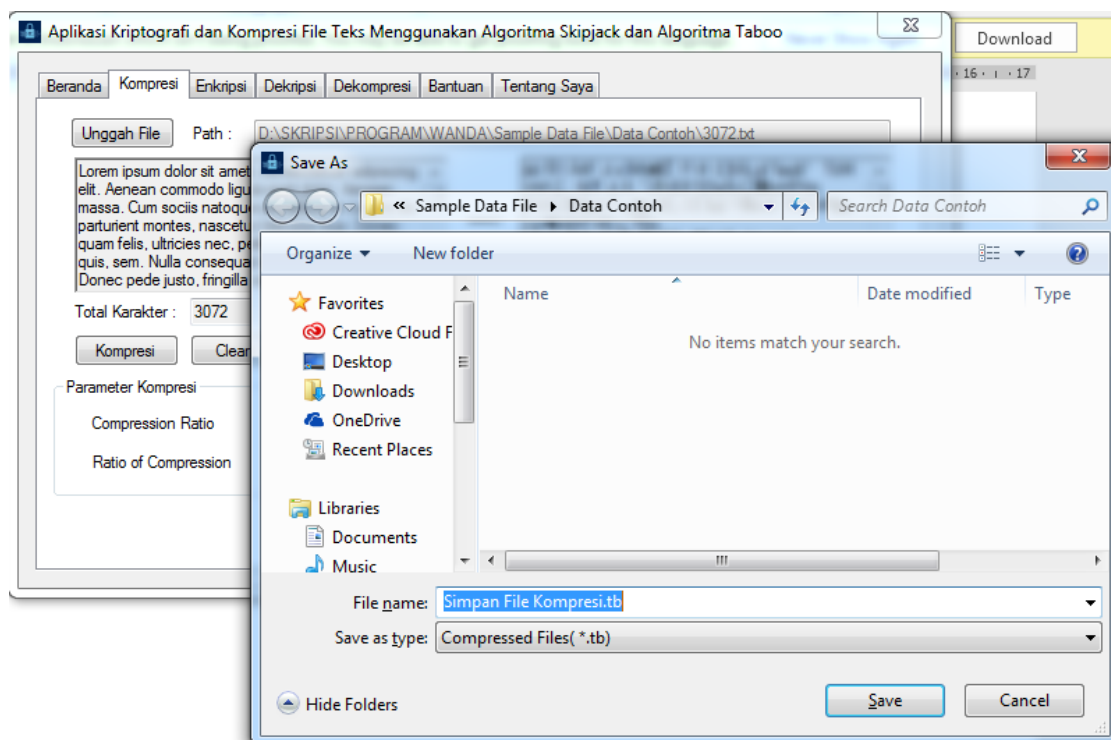 Aplikasi Kriptografi dan Kompresi File Teks Menggunakan Algoritma Skipjack dan Algoritma Taboo
Download
16 17
Beranda Kompresi Enkripsi Dekripsi Dekompresi Bantuan Tentang Saya
Unggah File Path : D:\SKRIPSI\PROGRAM\WANDA\Sample Data File\Data Contoh\3072.txt
Lorem ipsum dolor sit amet
elit. Aenean commodo ligu
massa. Cum sociis natoqu
parturient montes, nascetu
quam felis, ultricies nec, pe
quis, sem. Nulla consequa
Donec pede justo, fringilla
Total Karakter : 3072
Kompresi Clear
Parameter Kompresi
Compression Ratio
Ratio of Compression
Save As
« Sample Data File Data Contoh Search Data Contoh
Organize New folder
Favorites
Creative Cloud F
Desktop
Downloads
OneDrive
Recent Places
Libraries
Documents
Music
Name Date modified Type
No items match your search.
File name: Simpan File Kompresi.tb
Save as type: Compressed Files( *.tb)
Hide Folders Save Cancel